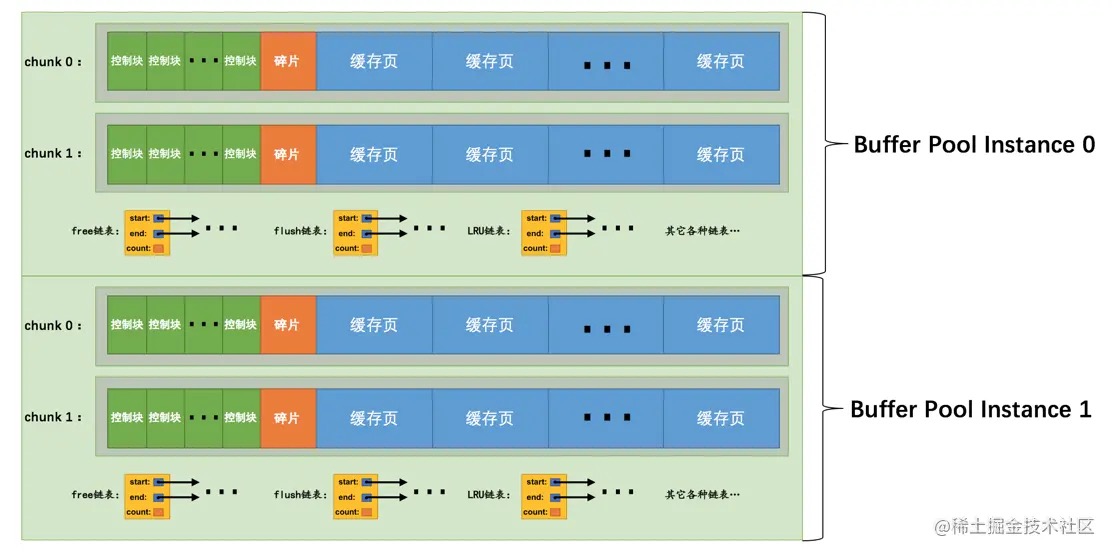 chunk 0： 控制块 控制块 ··· 控制块 碎片 缓存页 缓存页 ··· 缓存页
chunk 1： 控制块 控制块 ··· 控制块 碎片 缓存页 缓存页 ··· 缓存页
Buffer Pool Instance 0
free链表： start: end: count: ···
flush链表： start: end: count: ···
LRU链表： start: end: count: ···
其它各种链表…
chunk 0： 控制块 控制块 ··· 控制块 碎片 缓存页 缓存页 ··· 缓存页
chunk 1： 控制块 控制块 ··· 控制块 碎片 缓存页 缓存页 ··· 缓存页
Buffer Pool Instance 1
free链表： start: end: count: ···
flush链表： start: end: count: ···
LRU链表： start: end: count: ···
其它各种链表…
@稀土掘金技术社区